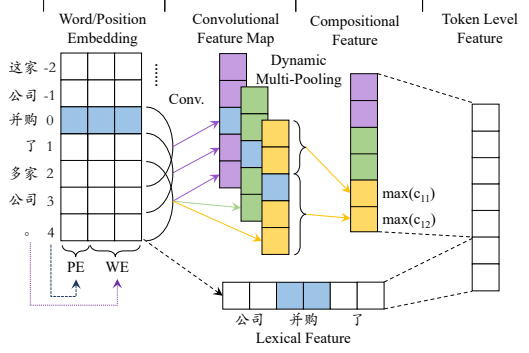 Word/Position
Embedding
Convolutional
Feature Map
Compositional
Feature
Token Level
Feature
Dynamic
Multi-Pooling
Conv.
这家 -2
公司 -1
并购 0
了 1
多家 2
公司 3
。 4
max(c11)
max(c12)
PE WE
公司 并购 了
Lexical Feature